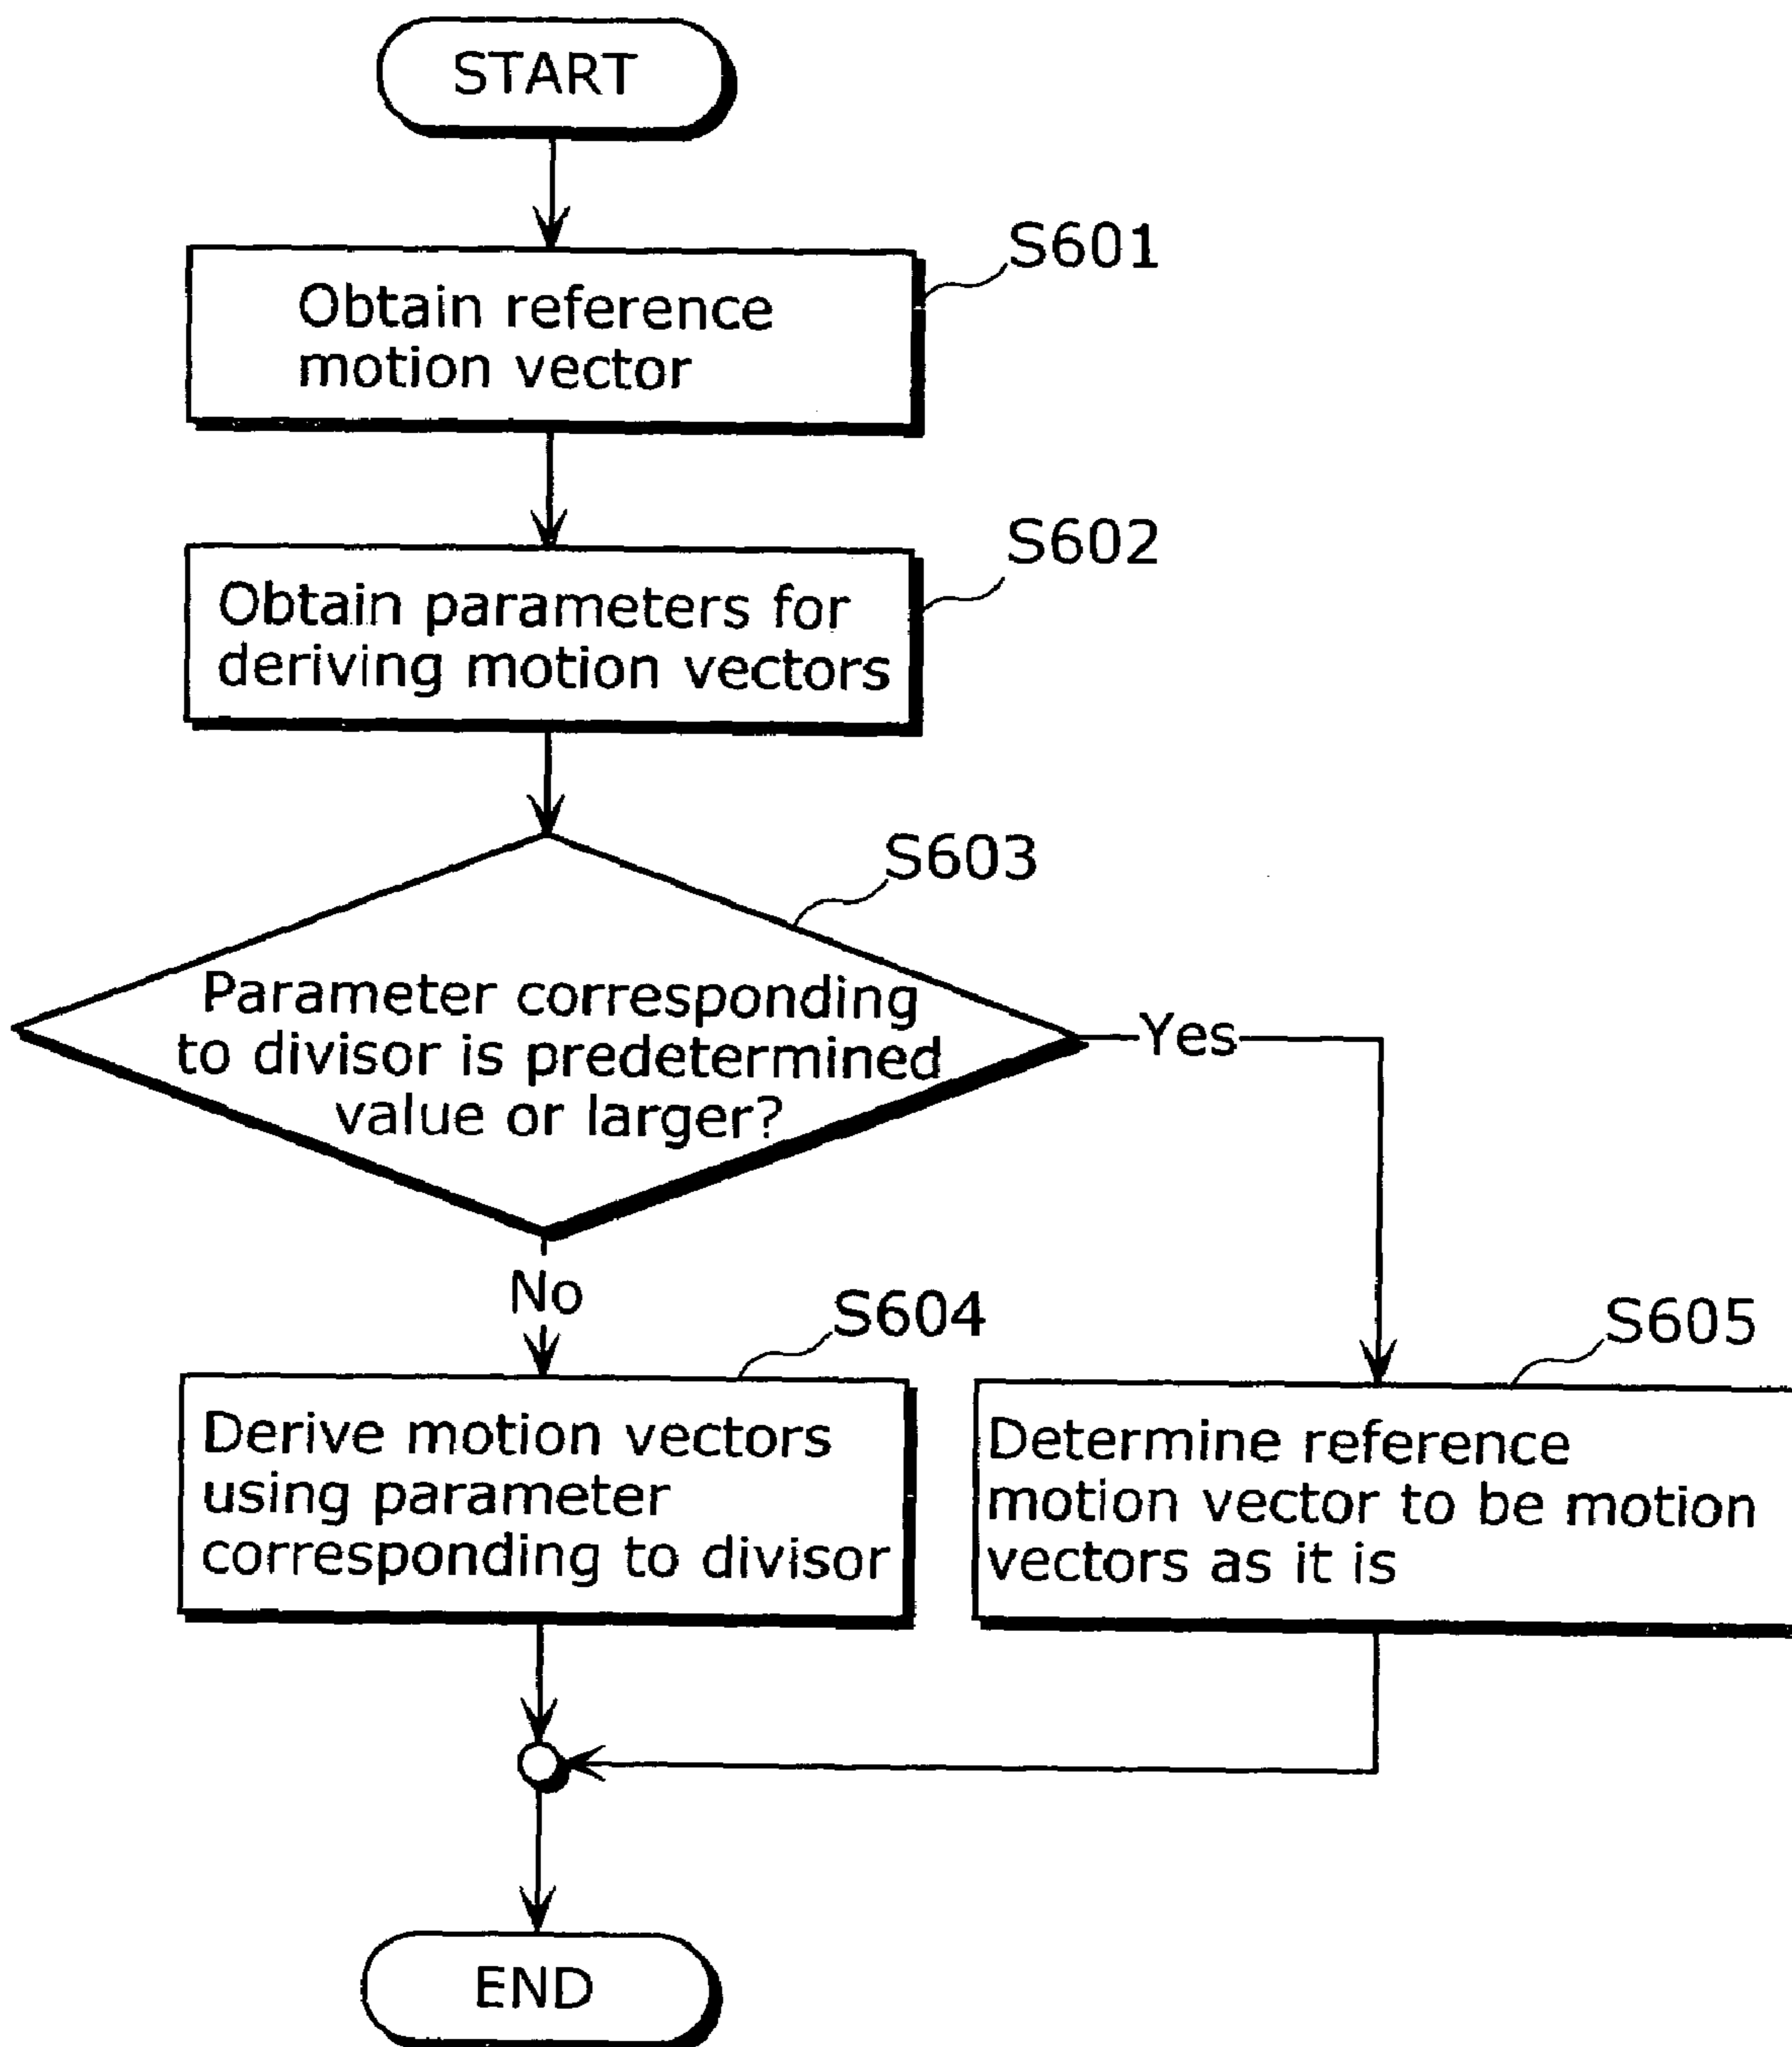 START
S601
Obtain reference
motion vector
S602
Obtain parameters for
deriving motion vectors
S603
Parameter corresponding
to divisor is predetermined
value or larger?
Yes
No
S604
Derive motion vectors
using parameter
corresponding to divisor
S605
Determine reference
motion vector to be motion
vectors as it is
END